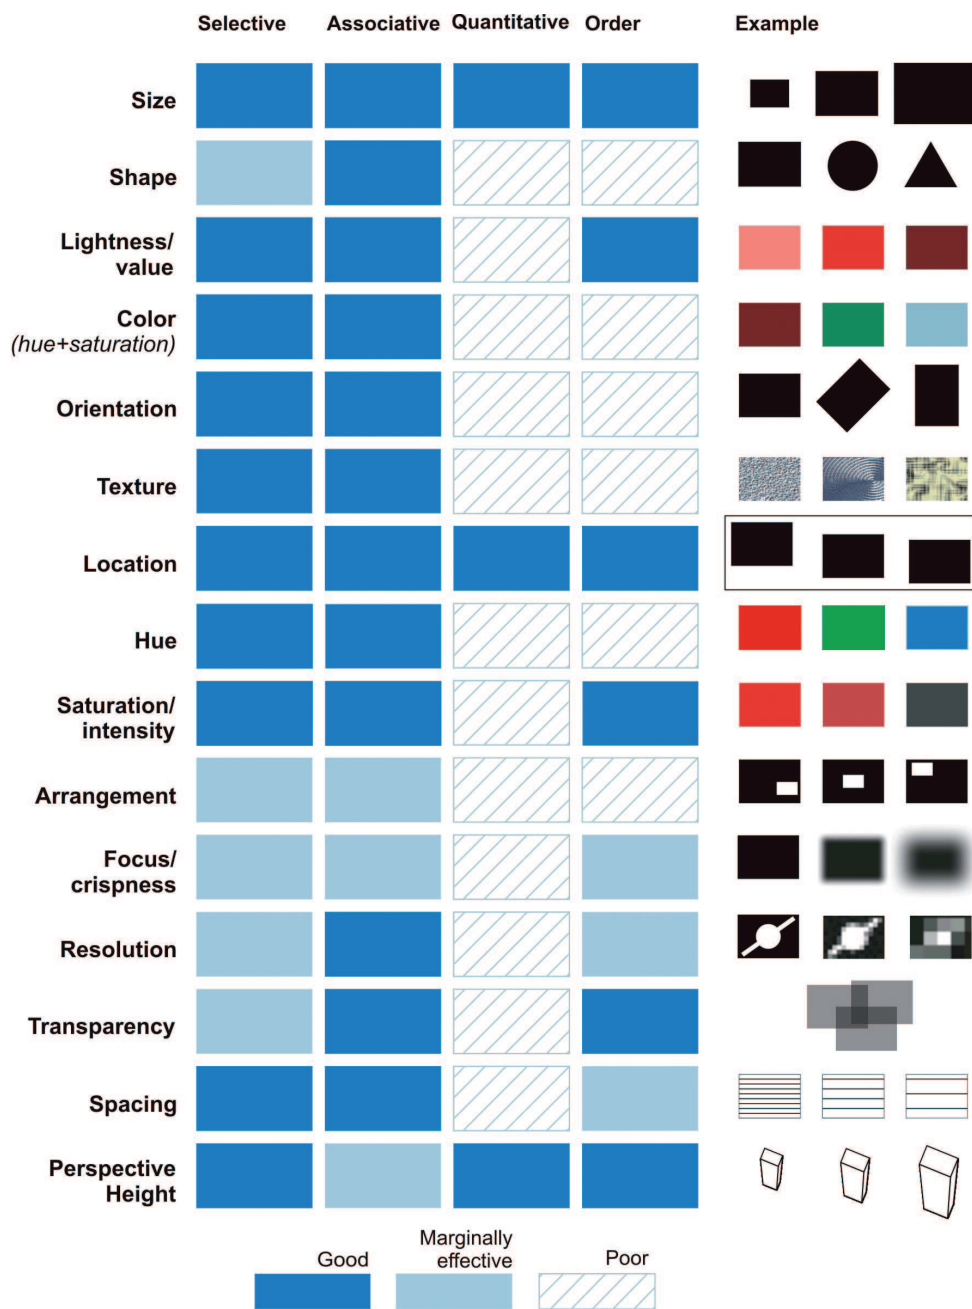 Selective Associative Quantitative Order Example
Size
Shape
Lightness/
value
Color
(hue+saturation)
Orientation
Texture
Location
Hue
Saturation/
intensity
Arrangement
Focus/
crispness
Resolution
Transparency
Spacing
Perspective
Height
Good
Marginally
effective
Poor